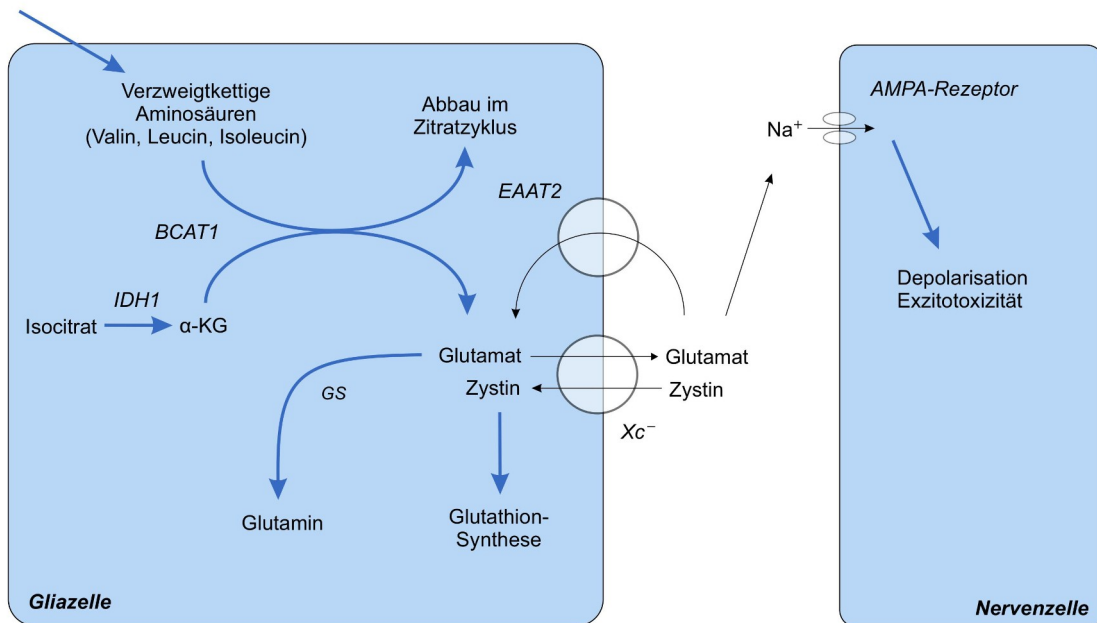 Verzweigtkettige
Aminosäuren
(Valin, Leucin, Isoleucin)
Abbau im
Zitratzyklus
AMPA-Rezeptor
Na⁺
EAAT2
BCAT1
IDH1
Isocitrat
α-KG
Depolarisation
Exzitotoxizität
Glutamat
Glutamat
Zystin
Zystin
GS
Xc⁻
Glutamin
Glutathion-
Synthese
Gliazelle
Nervenzelle